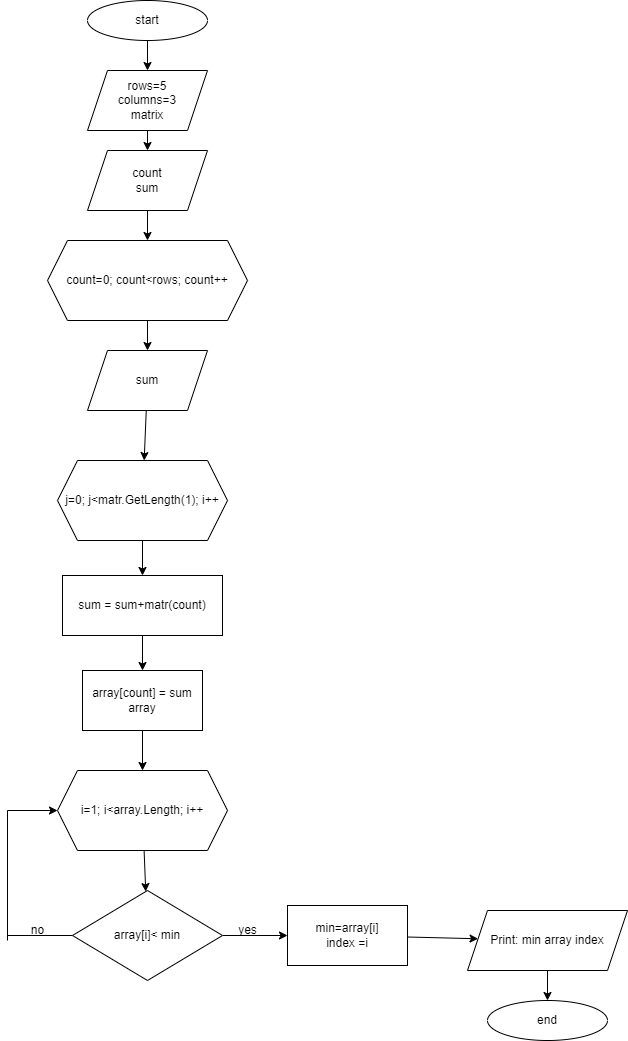 start
rows=5
columns=3
matrix
count
sum
count=0; count<rows; count++
sum
j=0; j<matr.GetLength(1); i++
sum = sum+matr(count)
array[count] = sum
array
i=1; i<array.Length; i++
array[i]< min
no
yes
min=array[i]
index =i
Print: min array index
end